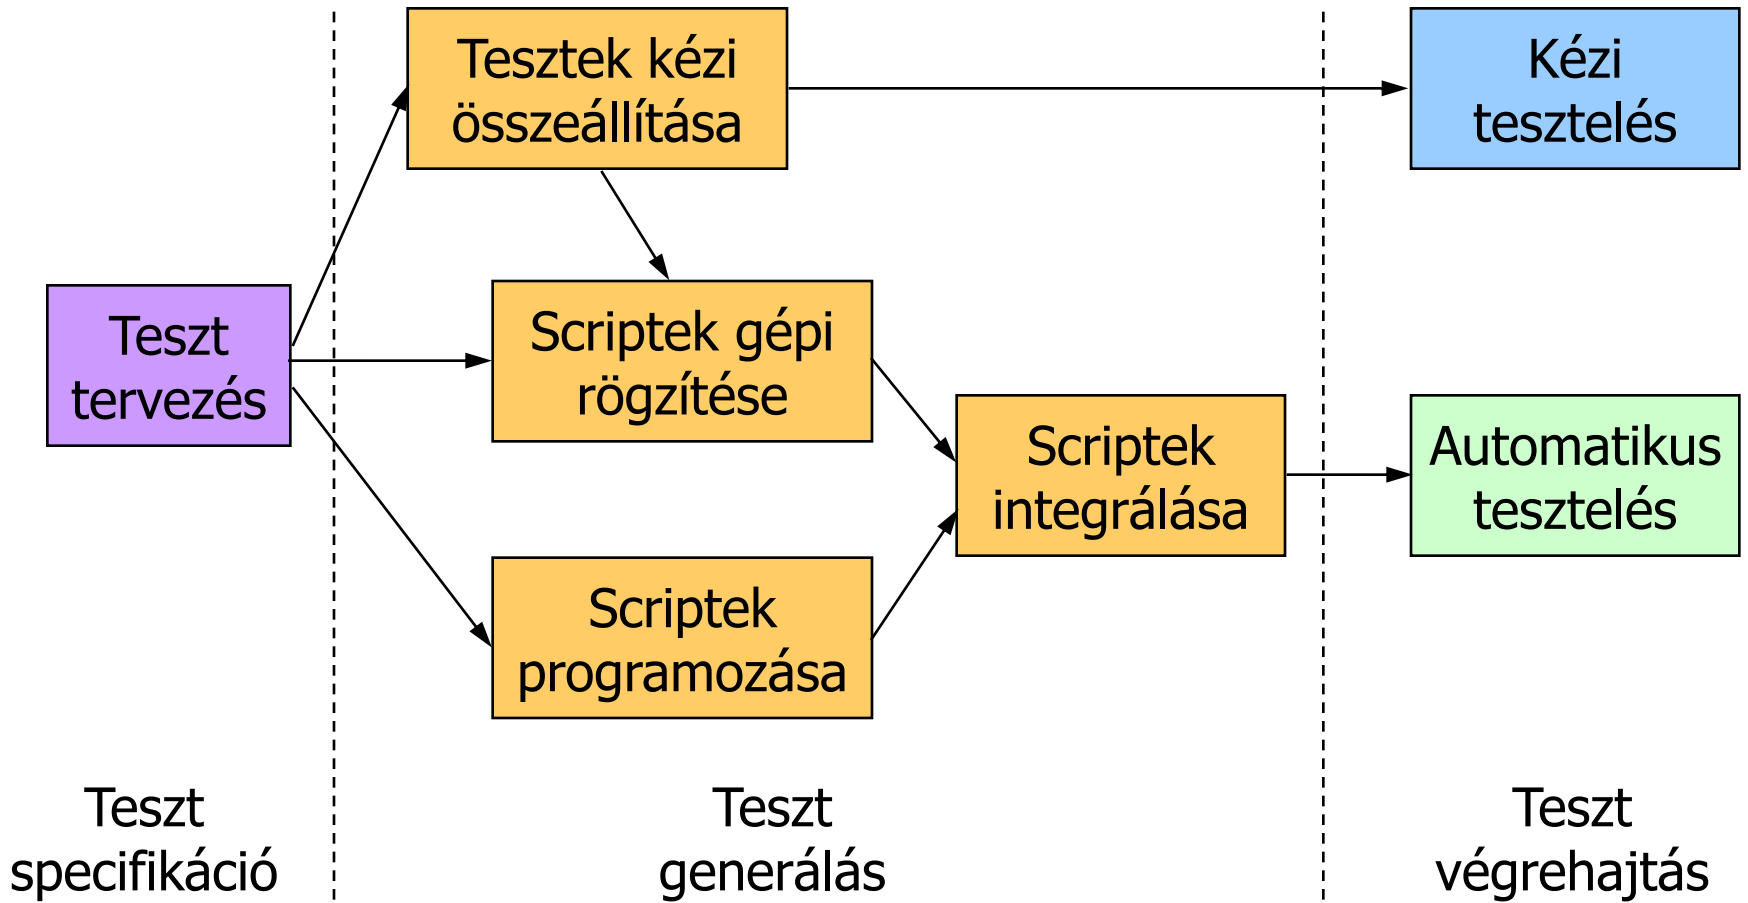 Tesztek kézi
összeállítása
Kézi
tesztelés
Teszt
tervezés
Scriptek gépi
rögzítése
Scriptek
integrálása
Automatikus
tesztelés
Scriptek
programozása
Teszt
specifikáció
Teszt
generálás
Teszt
végrehajtás